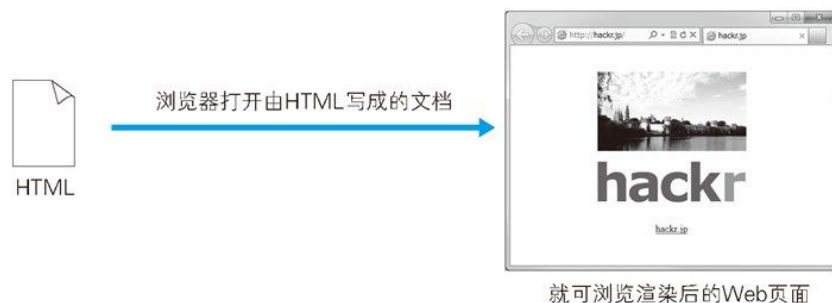 http://hackr.jp/
hackr.jp
浏览器打开由HTML写成的文档
HTML
hackr
hackr.jp
就可浏览渲染后的Web页面